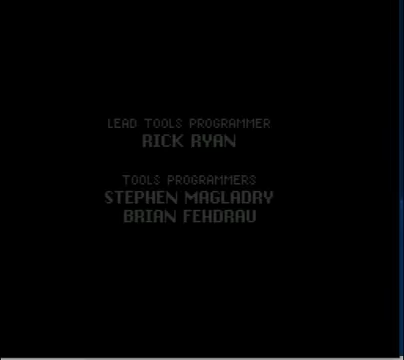 LEAD TOOLS PROGRAMMER
RICK RYAN
TOOLS PROGRAMMERS
STEPHEN MAGLADRY
BRIAN FEHDRAU